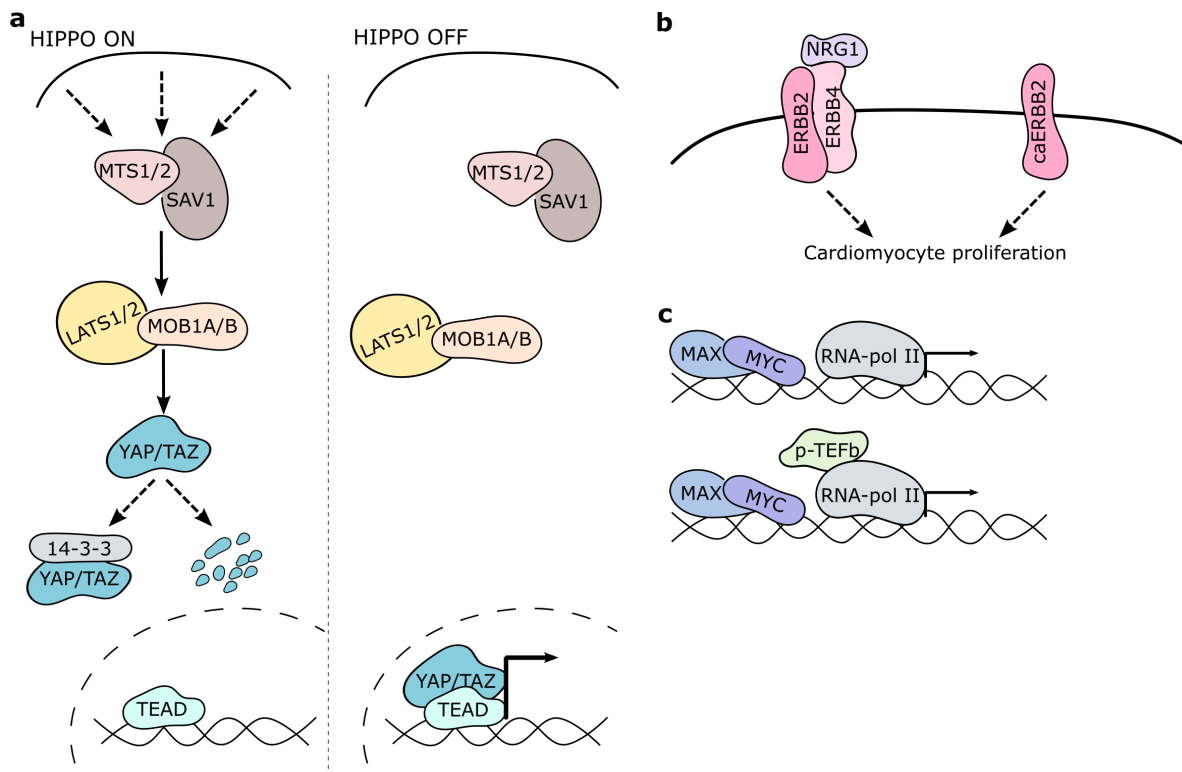 a
HIPPO ON
MTS1/2
SAV1
LATS1/2
MOB1A/B
YAP/TAZ
14-3-3
YAP/TAZ
TEAD
HIPPO OFF
MTS1/2
SAV1
LATS1/2
MOB1A/B
YAP/TAZ
TEAD
b
NRG1
ERBB2
ERBB4
caERBB2
Cardiomyocyte proliferation
c
MAX
MYC
RNA-pol II
p-TEFb
MAX
MYC
RNA-pol II